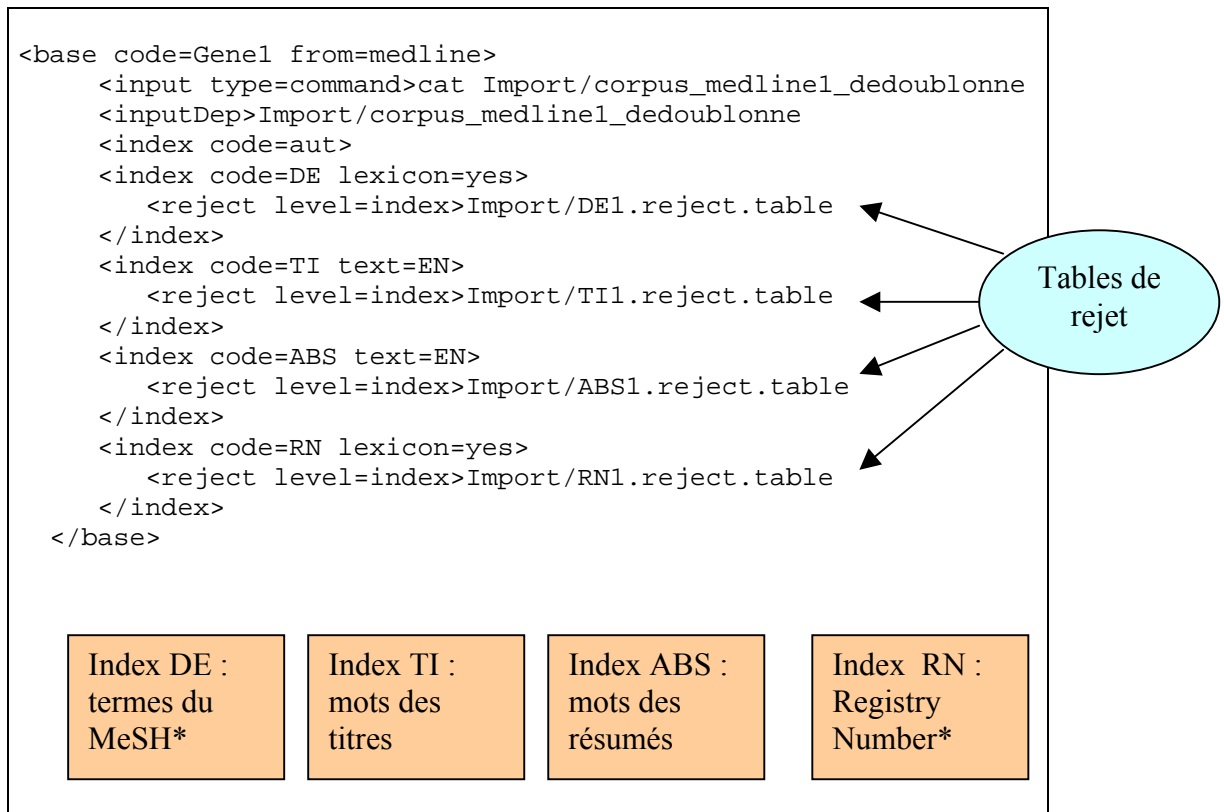 <base code=Gene1 from=medline>
<input type=command>cat Import/corpus_medline1_dedoublonne
<inputDep>Import/corpus_medline1_dedoublonne
<index code=aut>
<index code=DE lexicon=yes>
<reject level=index>Import/DE1.reject.table
</index>
<index code=TI text=EN>
<reject level=index>Import/TI1.reject.table
</index>
<index code=ABS text=EN>
<reject level=index>Import/ABS1.reject.table
</index>
<index code=RN lexicon=yes>
<reject level=index>Import/RN1.reject.table
</index>
</base>
Tables de
rejet
Index DE :
termes du
MeSH*
Index TI :
mots des
titres
Index ABS :
mots des
résumés
Index RN :
Registry
Number*